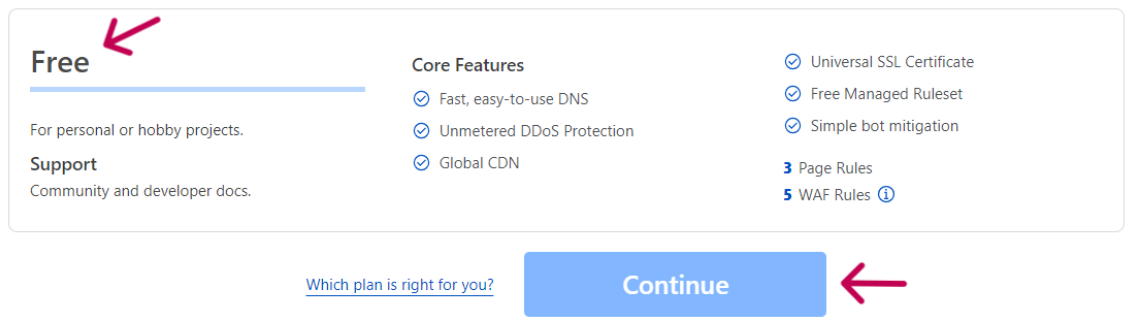 Free
For personal or hobby projects.
Support
Community and developer docs.
Core Features
Fast, easy-to-use DNS
Unmetered DDoS Protection
Global CDN
Universal SSL Certificate
Free Managed Ruleset
Simple bot mitigation
3 Page Rules
5 WAF Rules
Which plan is right for you?
Continue